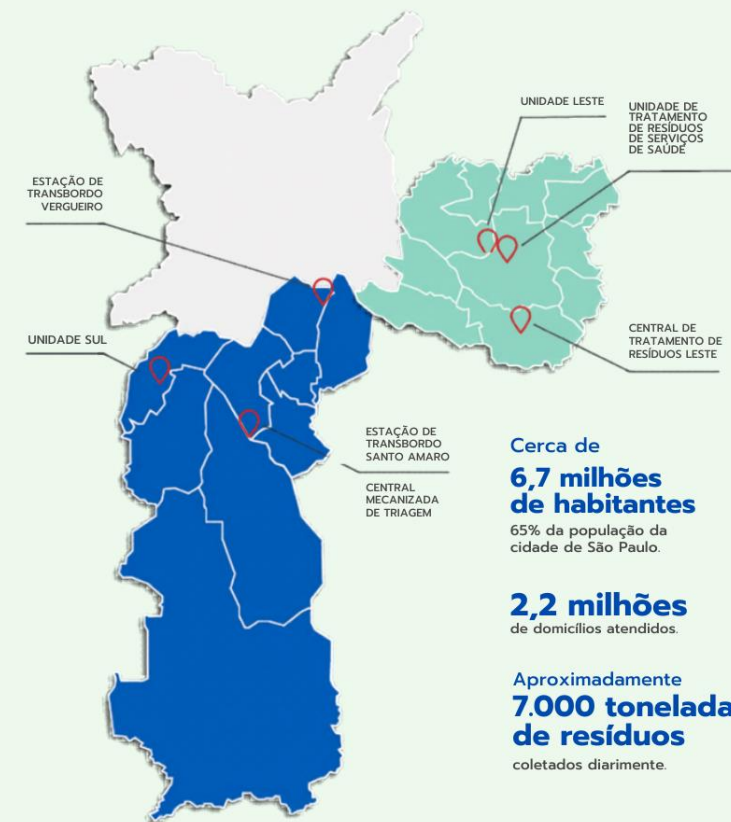 UNIDADE LESTE
UNIDADE DE
TRATAMENTO
DE RESÍDUOS
DE SERVIÇOS
DE SAÚDE
ESTAÇÃO DE
TRANSBORDO
VERGUEIRO
UNIDADE SUL
CENTRAL DE
TRATAMENTO DE
RESÍDUOS LESTE
ESTAÇÃO DE
TRANSBORDO
SANTO AMARO
CENTRAL
MECANIZADA
DE TRIAGEM
Cerca de
6,7 milhões
de habitantes
65% da população da
cidade de São Paulo.
2,2 milhões
de domicílios atendidos.
Aproximadamente
7.000 tonelada
de resíduos
coletados diarimente.